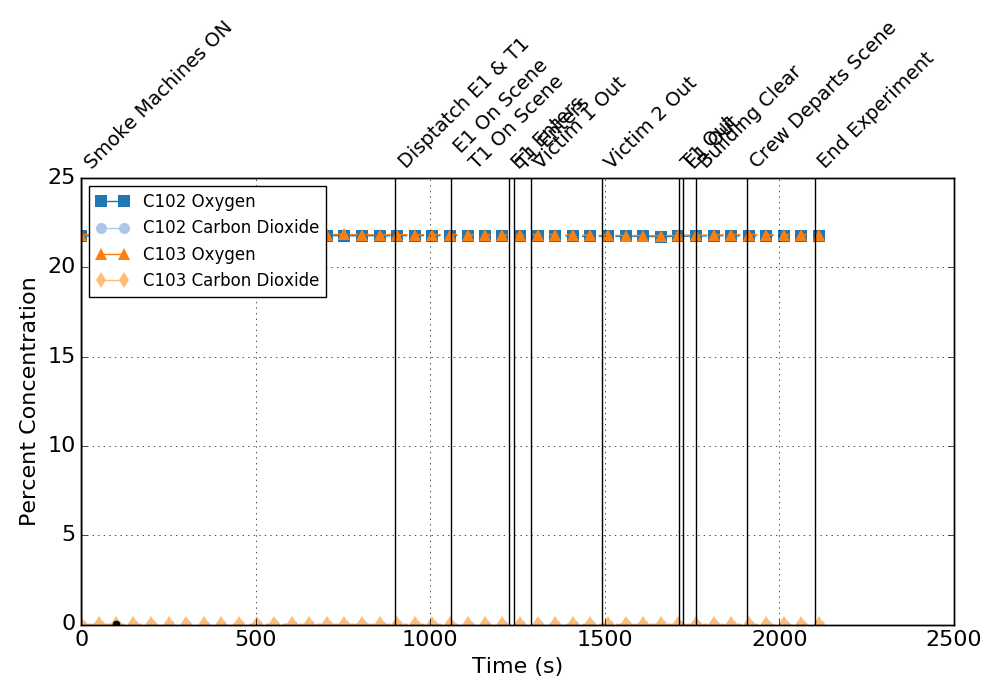 Smoke Machines ON
Disptatch E1 & T1
E1 On Scene
T1 On Scene
E1 Enters
T1 Enters
Victim 1 Out
Victim 2 Out
T1 Out
E1 Out
Building Clear
Crew Departs Scene
End Experiment
25
20
15
10
5
0
Percent Concentration
C102 Oxygen
C102 Carbon Dioxide
C103 Oxygen
C103 Carbon Dioxide
0 500 1000 1500 2000 2500
Time (s)